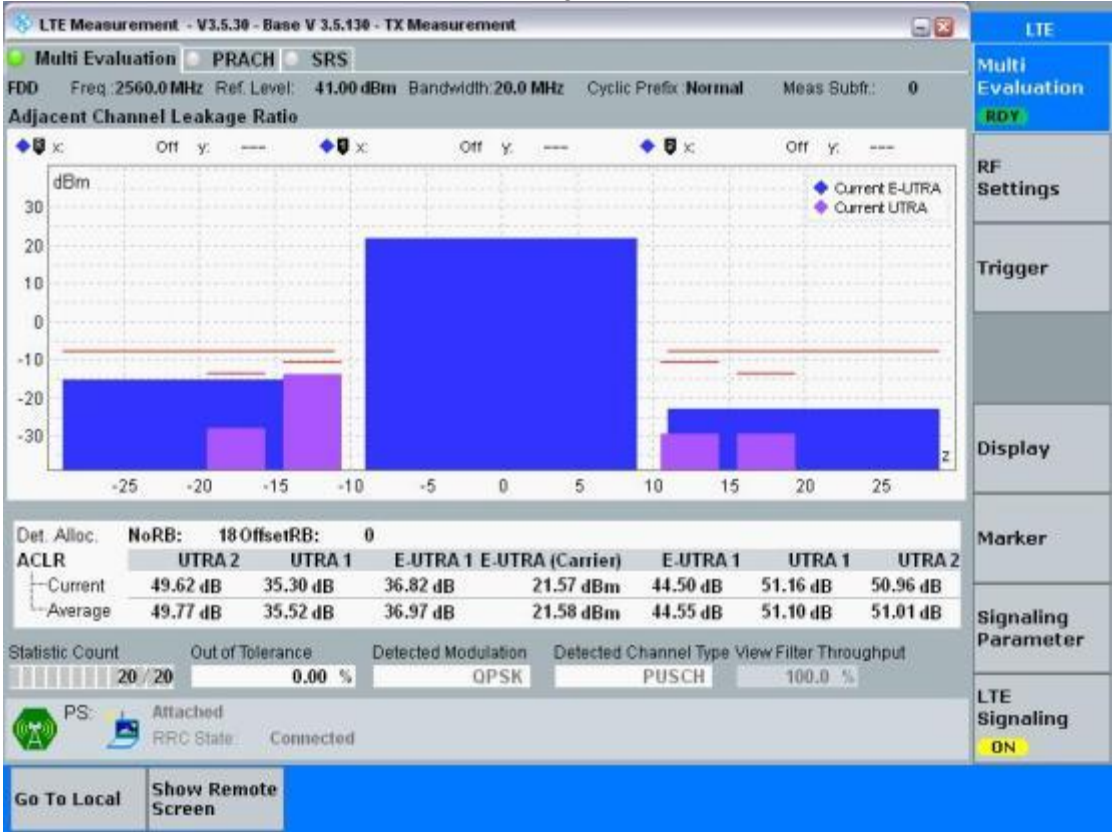 LTE Measurement - V3.5.30 - Base V 3.5.130 - TX Measurement
LTE
Multi Evaluation PRACH SRS
Multi Evaluation
RDY
FDD Freq.:2560.0 MHz Ref. Level: 41.00 dBm Bandwidth:20.0 MHz Cyclic Prefix :Normal Meas Subfr.: 0
Adjacent Channel Leakage Ratio
x: Off y: --- x: Off y: --- x: Off y: ---
dBm
Current E-UTRA
Current UTRA
RF
Settings
30
20
Trigger
10
0
-10
-20
-30
z
Display
-25 -20 -15 -10 -5 0 5 10 15 20 25
Det. Alloc. NoRB: 18 OffsetRB: 0
Marker
ACLR UTRA 2 UTRA 1 E-UTRA 1 E-UTRA (Carrier) E-UTRA 1 UTRA 1 UTRA 2
Current 49.62 dB 35.30 dB 36.82 dB 21.57 dBm 44.50 dB 51.16 dB 50.96 dB
Average 49.77 dB 35.52 dB 36.97 dB 21.58 dBm 44.55 dB 51.10 dB 51.01 dB
Signaling
Parameter
Statistic Count Out of Tolerance Detected Modulation Detected Channel Type View Filter Throughput
20 / 20 0.00 % QPSK PUSCH 100.0 %
PS: Attached
RRC State: Connected
LTE
Signaling
ON
Go To Local
Show Remote
Screen